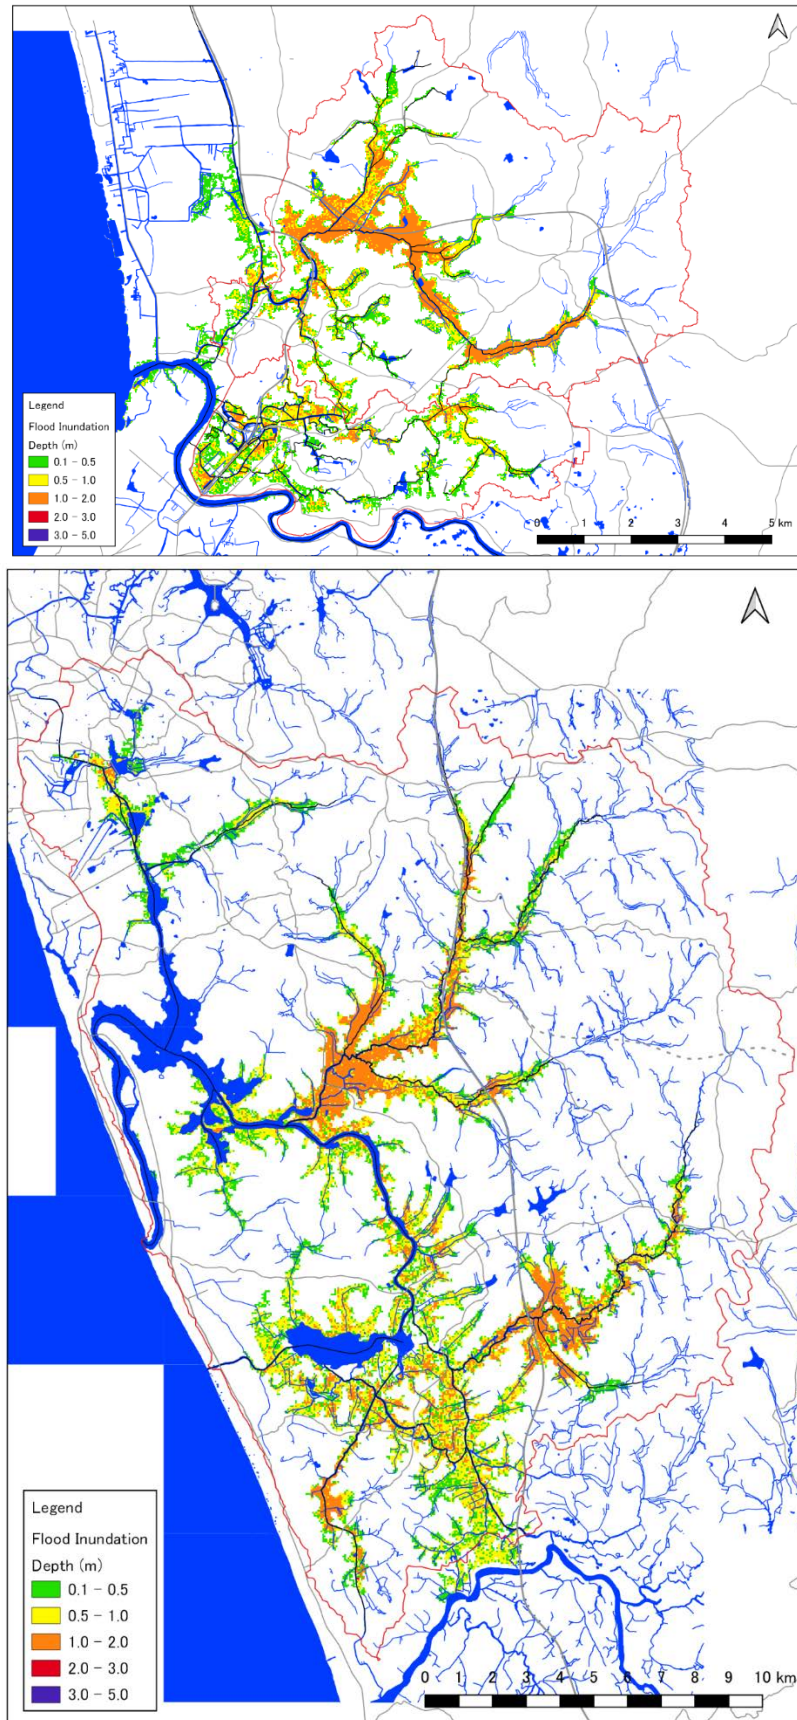 Legend
Flood Inundation
Depth (m)
0.1 - 0.5
0.5 - 1.0
1.0 - 2.0
2.0 - 3.0
3.0 - 5.0
0 1 2 3 4 5 km
Legend
Flood Inundation
Depth (m)
0.1 - 0.5
0.5 - 1.0
1.0 - 2.0
2.0 - 3.0
3.0 - 5.0
0 1 2 3 4 5 6 7 8 9 10 km